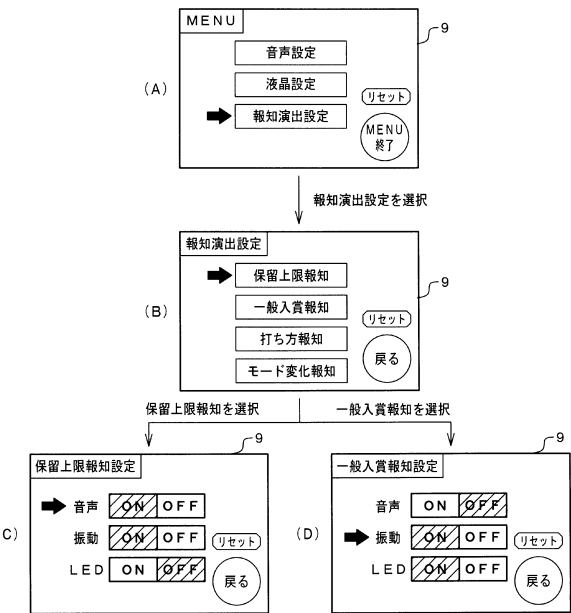 MENU
9
音声設定
液晶設定
(A)
リセット
報知演出設定
MENU
終了
報知演出設定を選択
報知演出設定
保留上限報知
9
一般入賞報知
(B)
リセット
打ち方報知
戻る
モード変化報知
保留上限報知を選択
一般入賞報知を選択
9
保留上限報知設定
音声 ON OFF
C)
振動 ON OFF
リセット
LED ON OFF
戻る
9
一般入賞報知設定
音声 ON OFF
(D)
振動 ON OFF
リセット
LED ON OFF
戻る